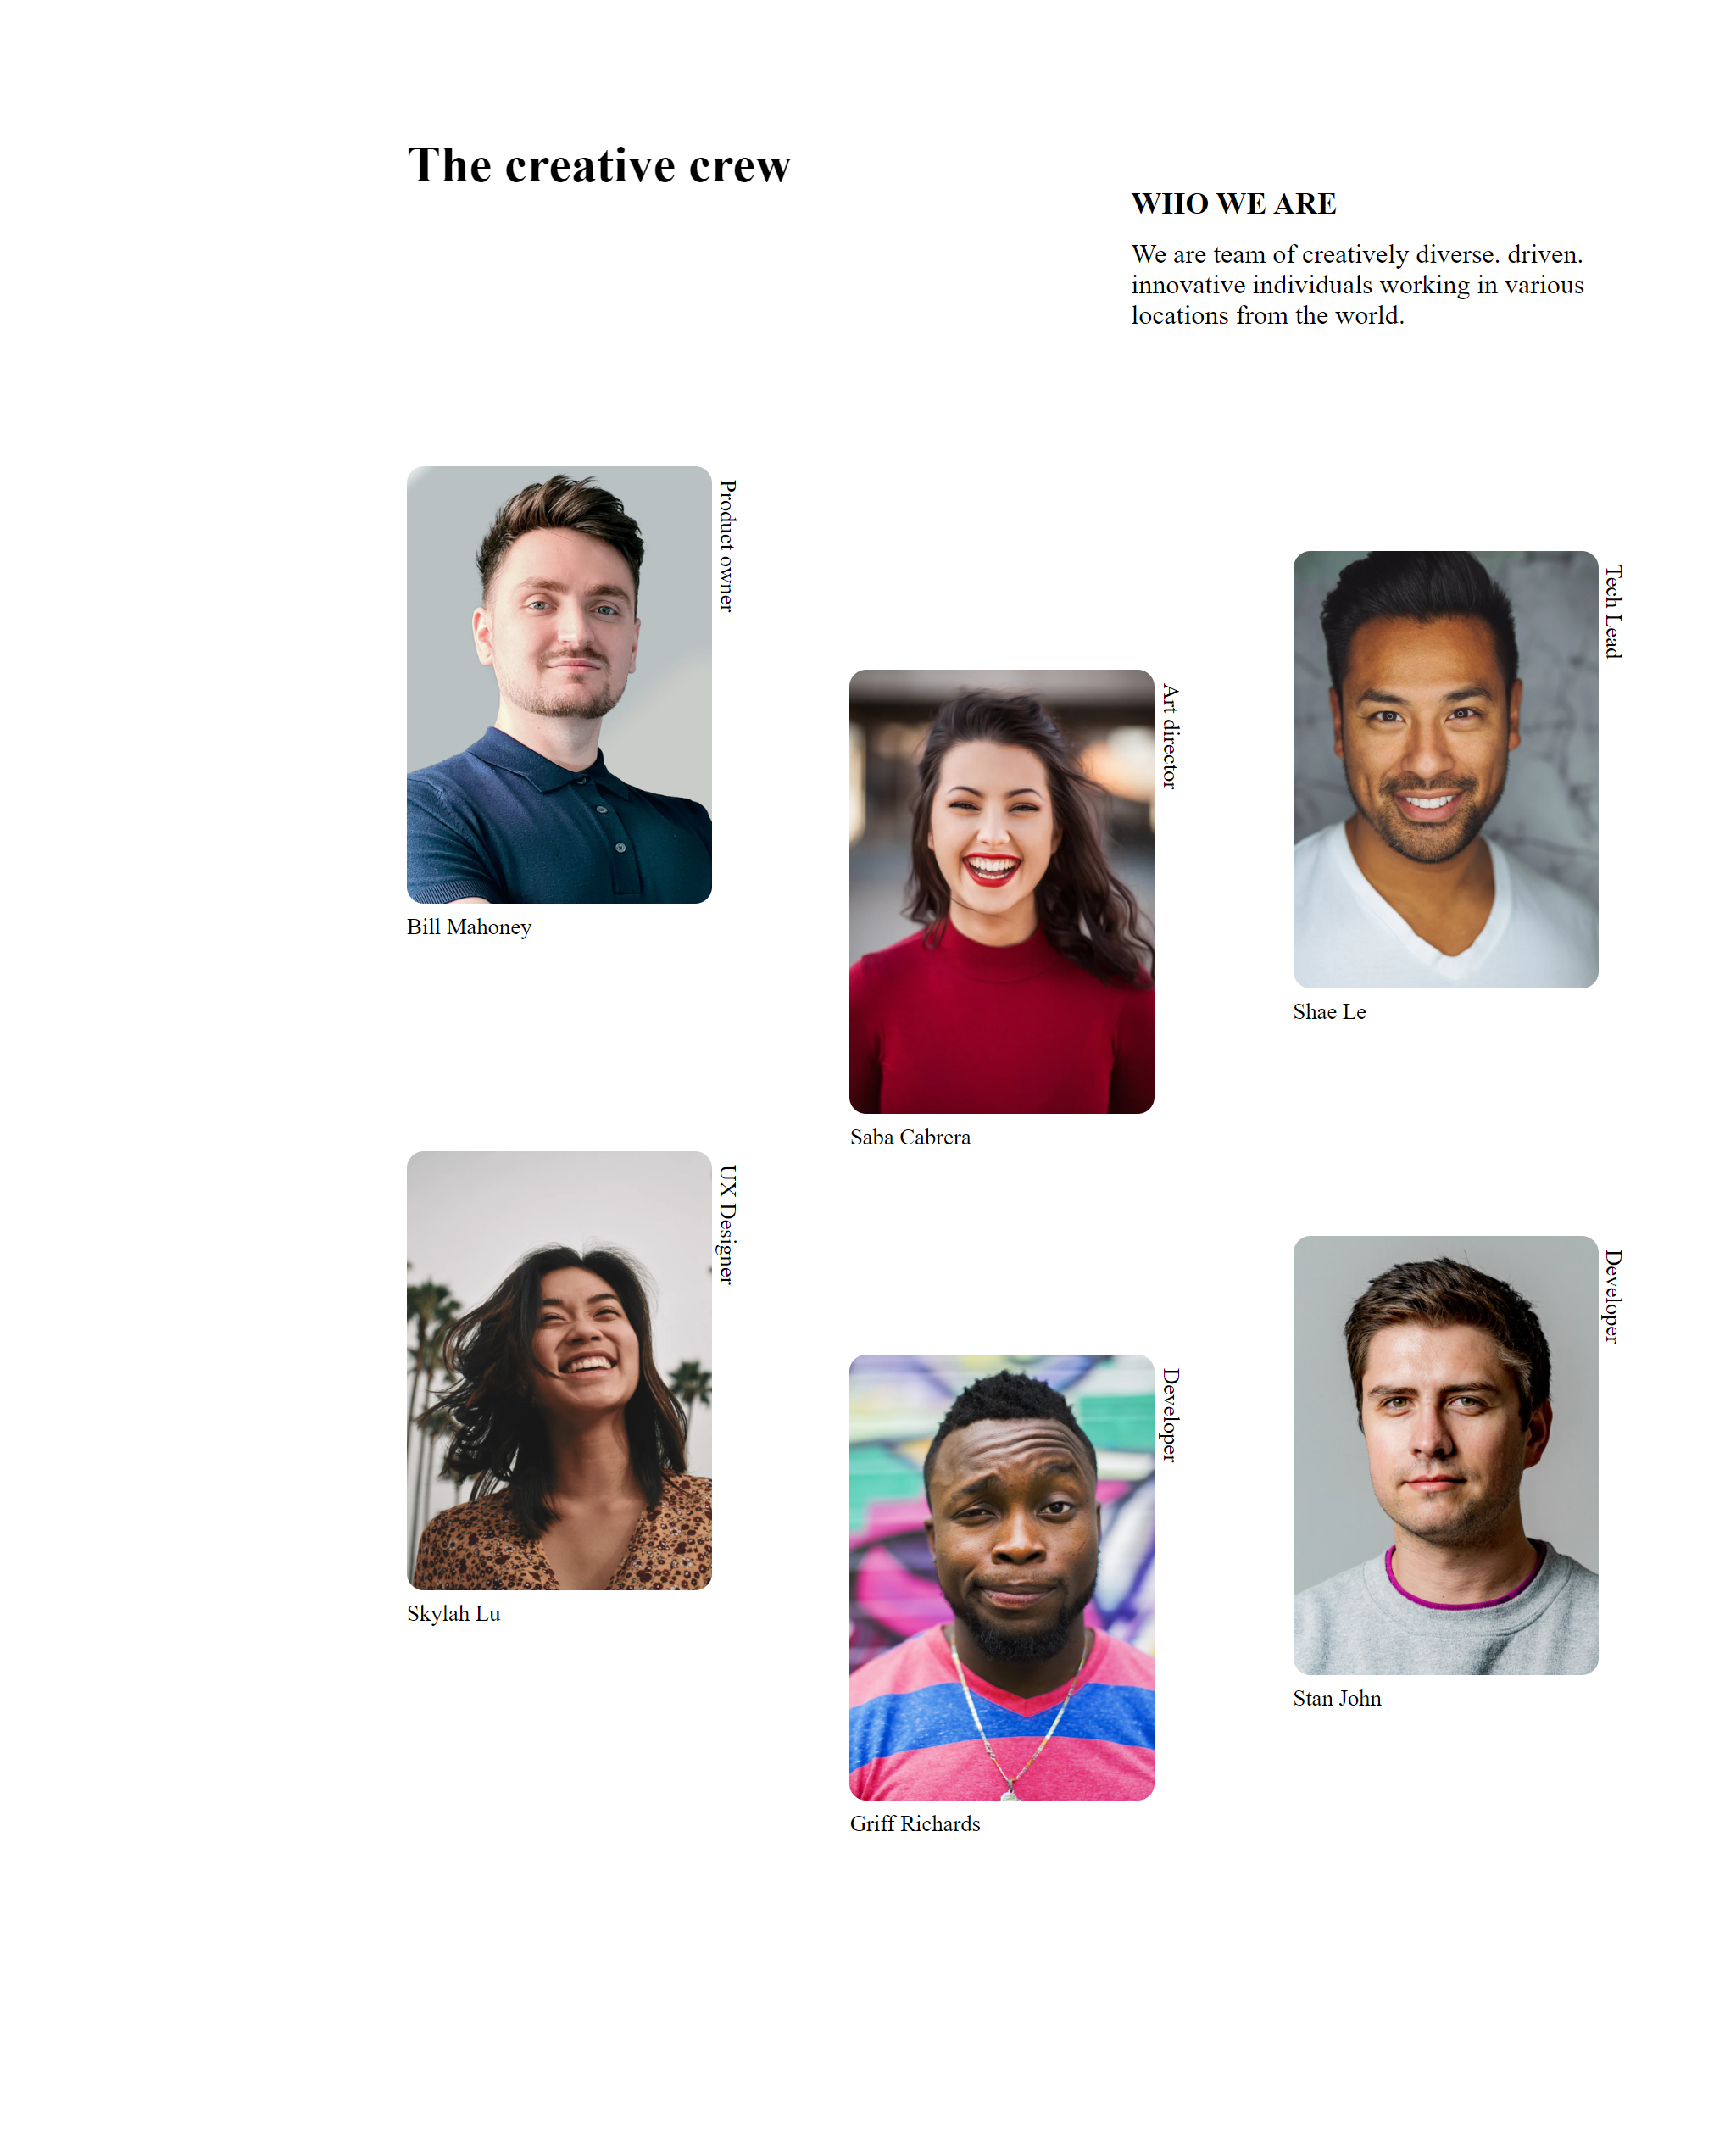 The creative crew
WHO WE ARE
We are team of creatively diverse. driven.
innovative individuals working in various
locations from the world.
Product owner
Bill Mahoney
Art director
Saba Cabrera
Tech Lead
Shae Le
UX Designer
Skylah Lu
Developer
Griff Richards
Developer
Stan John